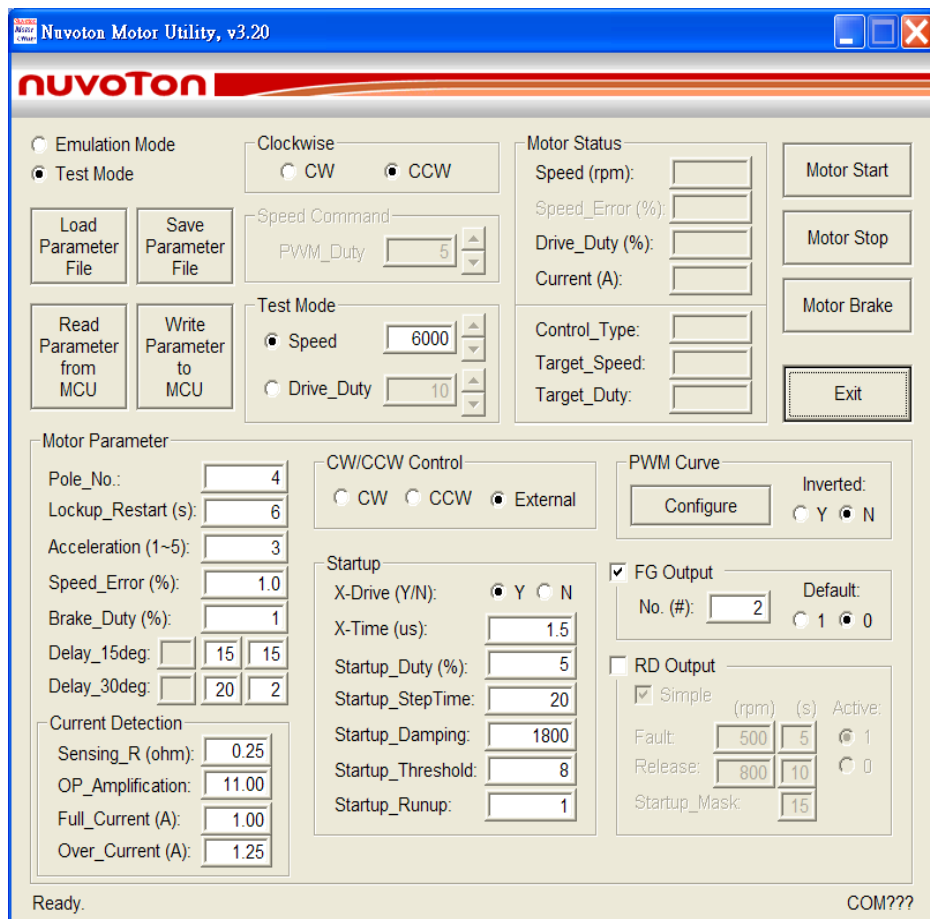 Nuvoton Motor Utility, v3.20
nuvoTon
Emulation Mode
Test Mode
Load Parameter File
Save Parameter File
Read Parameter from MCU
Write Parameter to MCU
Clockwise
CW CCW
Speed Command
PWM_Duty 5
Test Mode
Speed 6000
Drive_Duty 10
Motor Status
Speed (rpm):
Speed_Error (%):
Drive_Duty (%):
Current (A):
Control_Type:
Target_Speed:
Target_Duty:
Motor Start
Motor Stop
Motor Brake
Exit
Motor Parameter
Pole_No.: 4
Lockup_Restart (s): 6
Acceleration (1~5): 3
Speed_Error (%): 1.0
Brake_Duty (%): 1
Delay_15deg: 15 15
Delay_30deg: 20 2
Current Detection
Sensing_R (ohm): 0.25
OP_Amplification: 11.00
Full_Current (A): 1.00
Over_Current (A): 1.25
CW/CCW Control
CW CCW External
Startup
X-Drive (Y/N): Y N
X-Time (us): 1.5
Startup_Duty (%): 5
Startup_StepTime: 20
Startup_Damping: 1800
Startup_Threshold: 8
Startup_Runup: 1
PWM Curve
Configure
Inverted:
Y N
FG Output
No. (#): 2
Default:
1 0
RD Output
Simple
(rpm) (s) Active:
Fault: 500 5 1
Release: 800 10 0
Startup_Mask: 15
Ready.
COM???